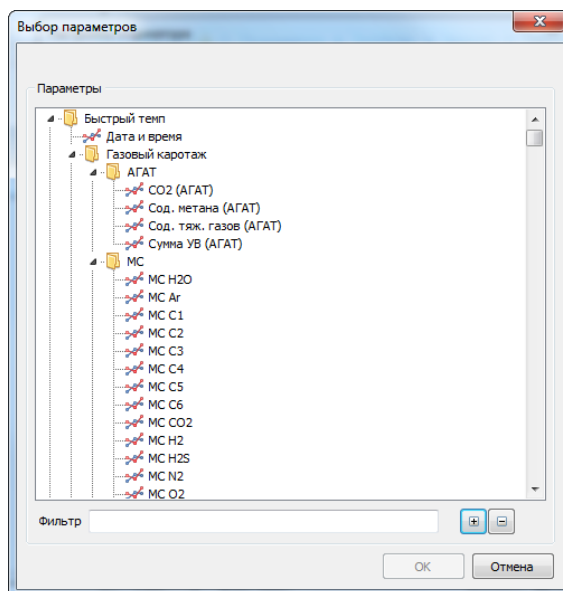 Выбор параметров
Параметры
Быстрый темп
Дата и время
Газовый каротаж
АГАТ
CO2 (АГАТ)
Сод. метана (АГАТ)
Сод. тяж. газов (АГАТ)
Сумма УВ (АГАТ)
МС
МС H2O
МС Ar
МС C1
МС C2
МС C3
МС C4
МС C5
МС C6
МС CO2
МС H2
МС H2S
МС N2
МС O2
Фильтр
OK Отмена